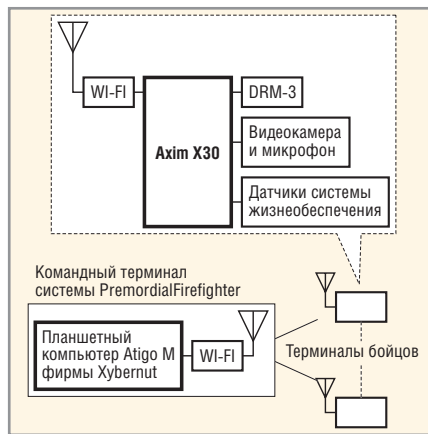 WI-FI
Axim X30
DRM-3
Видеокамера
и микрофон
Датчики системы
жизнеобеспечения
Командный терминал
системы PremordialFirefighter
Планшетный
компьютер Atigo M
фирмы Xybernut
WI-FI
Терминалы бойцов